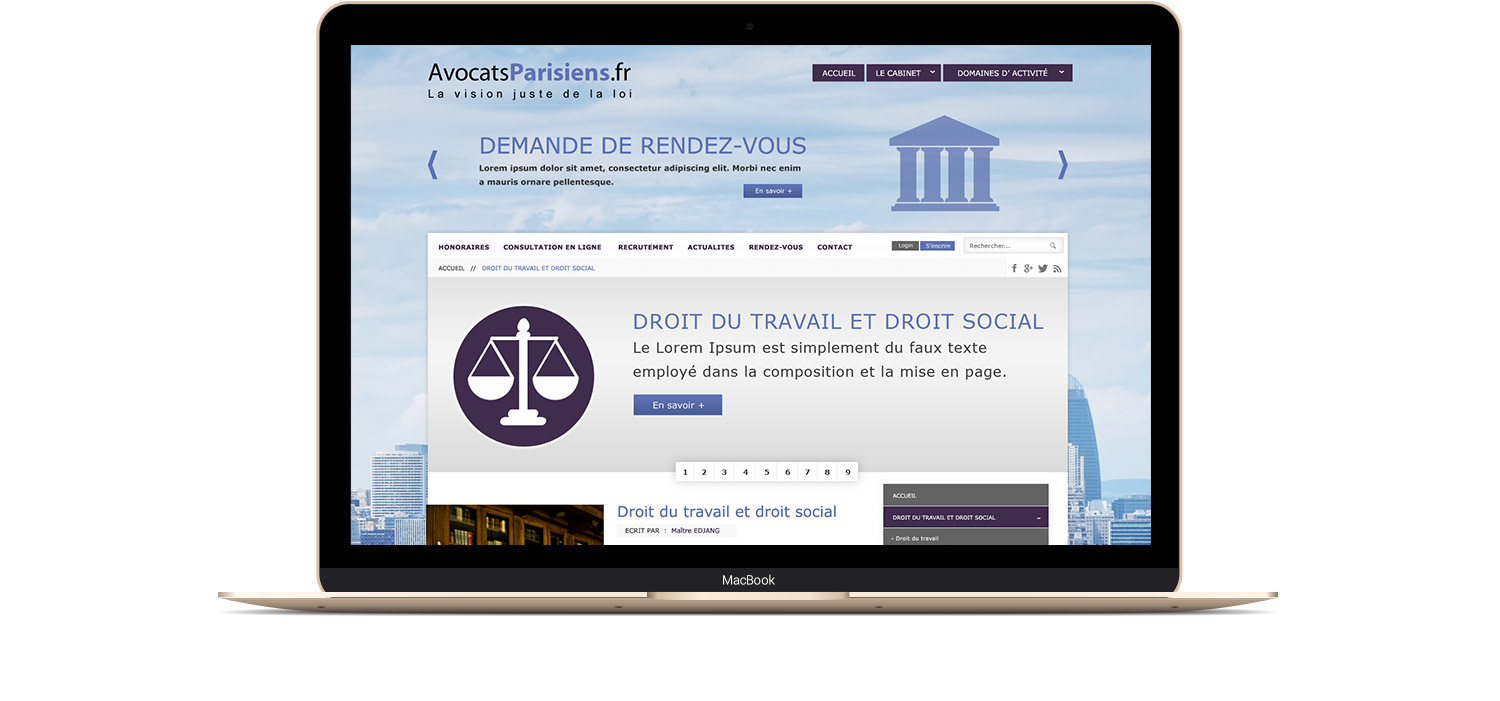 AvocatsParisiens.fr
La vision juste de la loi
ACCUEIL LE CABINET DOMAINES D' ACTIVITÉ
DEMANDE DE RENDEZ-VOUS
Lorem ipsum dolor sit amet, consectetur adipiscing elit. Morbi nec enim
a mauris ornare pellentesque.
En savoir +
HONORAIRES CONSULTATION EN LIGNE RECRUTEMENT ACTUALITES RENDEZ-VOUS CONTACT Login S'inscrire Rechercher...
ACCUEIL // DROIT DU TRAVAIL ET DROIT SOCIAL
DROIT DU TRAVAIL ET DROIT SOCIAL
Le Lorem Ipsum est simplement du faux texte
employé dans la composition et la mise en page.
En savoir +
1 2 3 4 5 6 7 8 9
Droit du travail et droit social
ECRIT PAR : Maître EDJANG
ACCUEIL
DROIT DU TRAVAIL ET DROIT SOCIAL –
- Droit du travail
MacBook